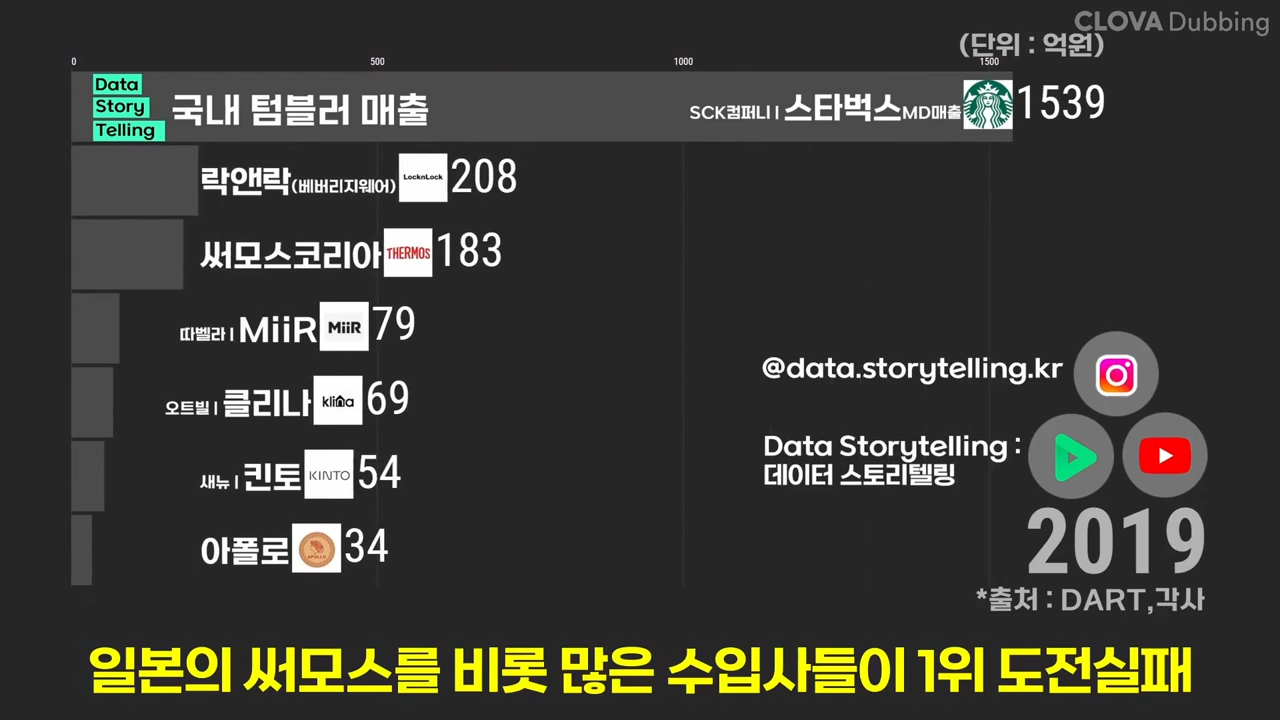 CLOVA Dubbing
(단위 : 억원)
0 500 1000 1500
Data
Story
Telling
국내 텀블러 매출
SCK컴퍼니 | 스타벅스MD매출 1539
락앤락(베버리지웨어) LocknLock 208
써모스코리아 THERMOS 183
따벨라 | MiiR MiiR 79
오트빌 | 클리나 klina 69
새뉴 | 킨토 KINTO 54
아폴로 APOLLO 34
@data.storytelling.kr
Data Storytelling :
데이터 스토리텔링
2019
*출처 : DART,각사
일본의 써모스를 비롯 많은 수입사들이 1위 도전실패